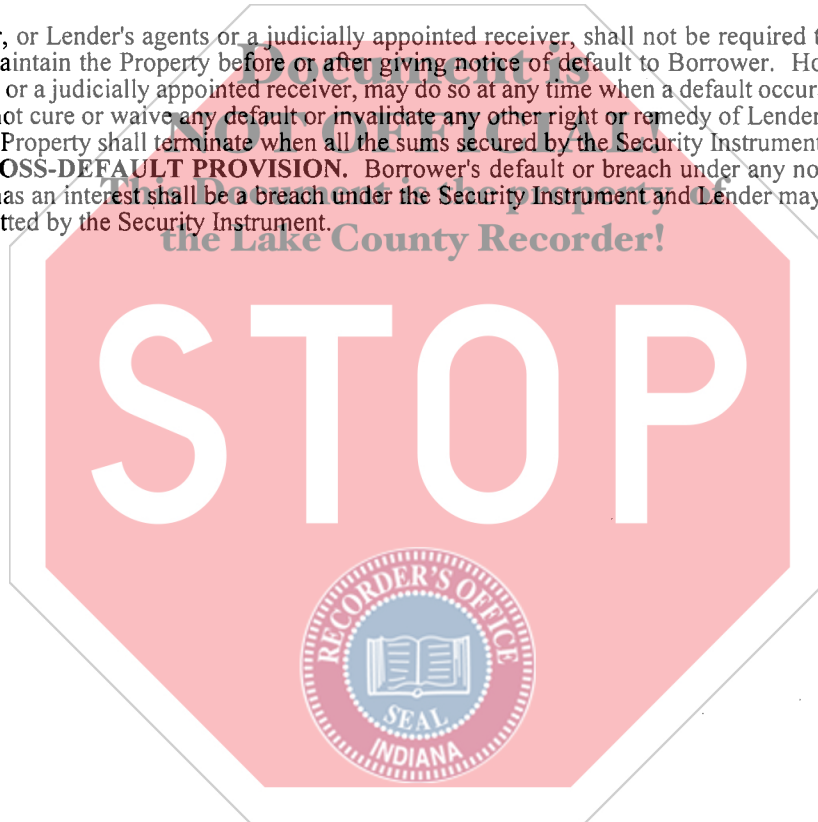 r, or Lender's agents or a judicially appointed receiver, shall not be required t
aintain the Property before or after giving notice of default to Borrower. Ho
or a judicially appointed receiver, may do so at any time when a default occur
ot cure or waive any default or invalidate any other right or remedy of Lender
Property shall terminate when all the sums secured by the Security Instrument
OSS-DEFAULT PROVISION. Borrower's default or breach under any no
has an interest shall be a breach under the Security Instrument and Lender may
tted by the Security Instrument.
Document is
NOT OFFICIAL!
This Document is the property of
the Lake County Recorder!
STOP
RECORDER'S OFFICE
SEAL
INDIANA